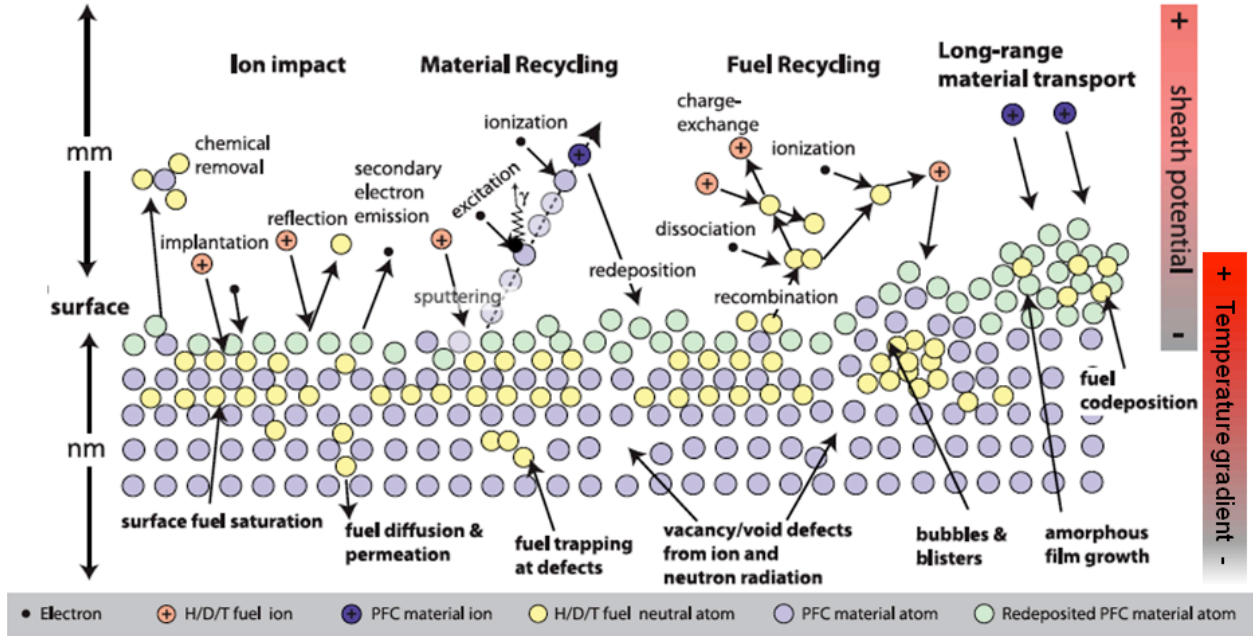 Ion impact
Material Recycling
Fuel Recycling
Long-range
material transport
mm
chemical
removal
implantation
reflection
secondary
electron
emission
ionization
excitation
γ
sputtering
redeposition
charge-
exchange
ionization
dissociation
recombination
+
sheath potential
-
surface
nm
surface fuel saturation
fuel diffusion &
permeation
fuel trapping
at defects
vacancy/void defects
from ion and
neutron radiation
bubbles &
blisters
amorphous
film growth
fuel
codeposition
+
Temperature gradient
-
Electron
+ H/D/T fuel ion
+ PFC material ion
H/D/T fuel neutral atom
PFC material atom
Redeposited PFC material atom